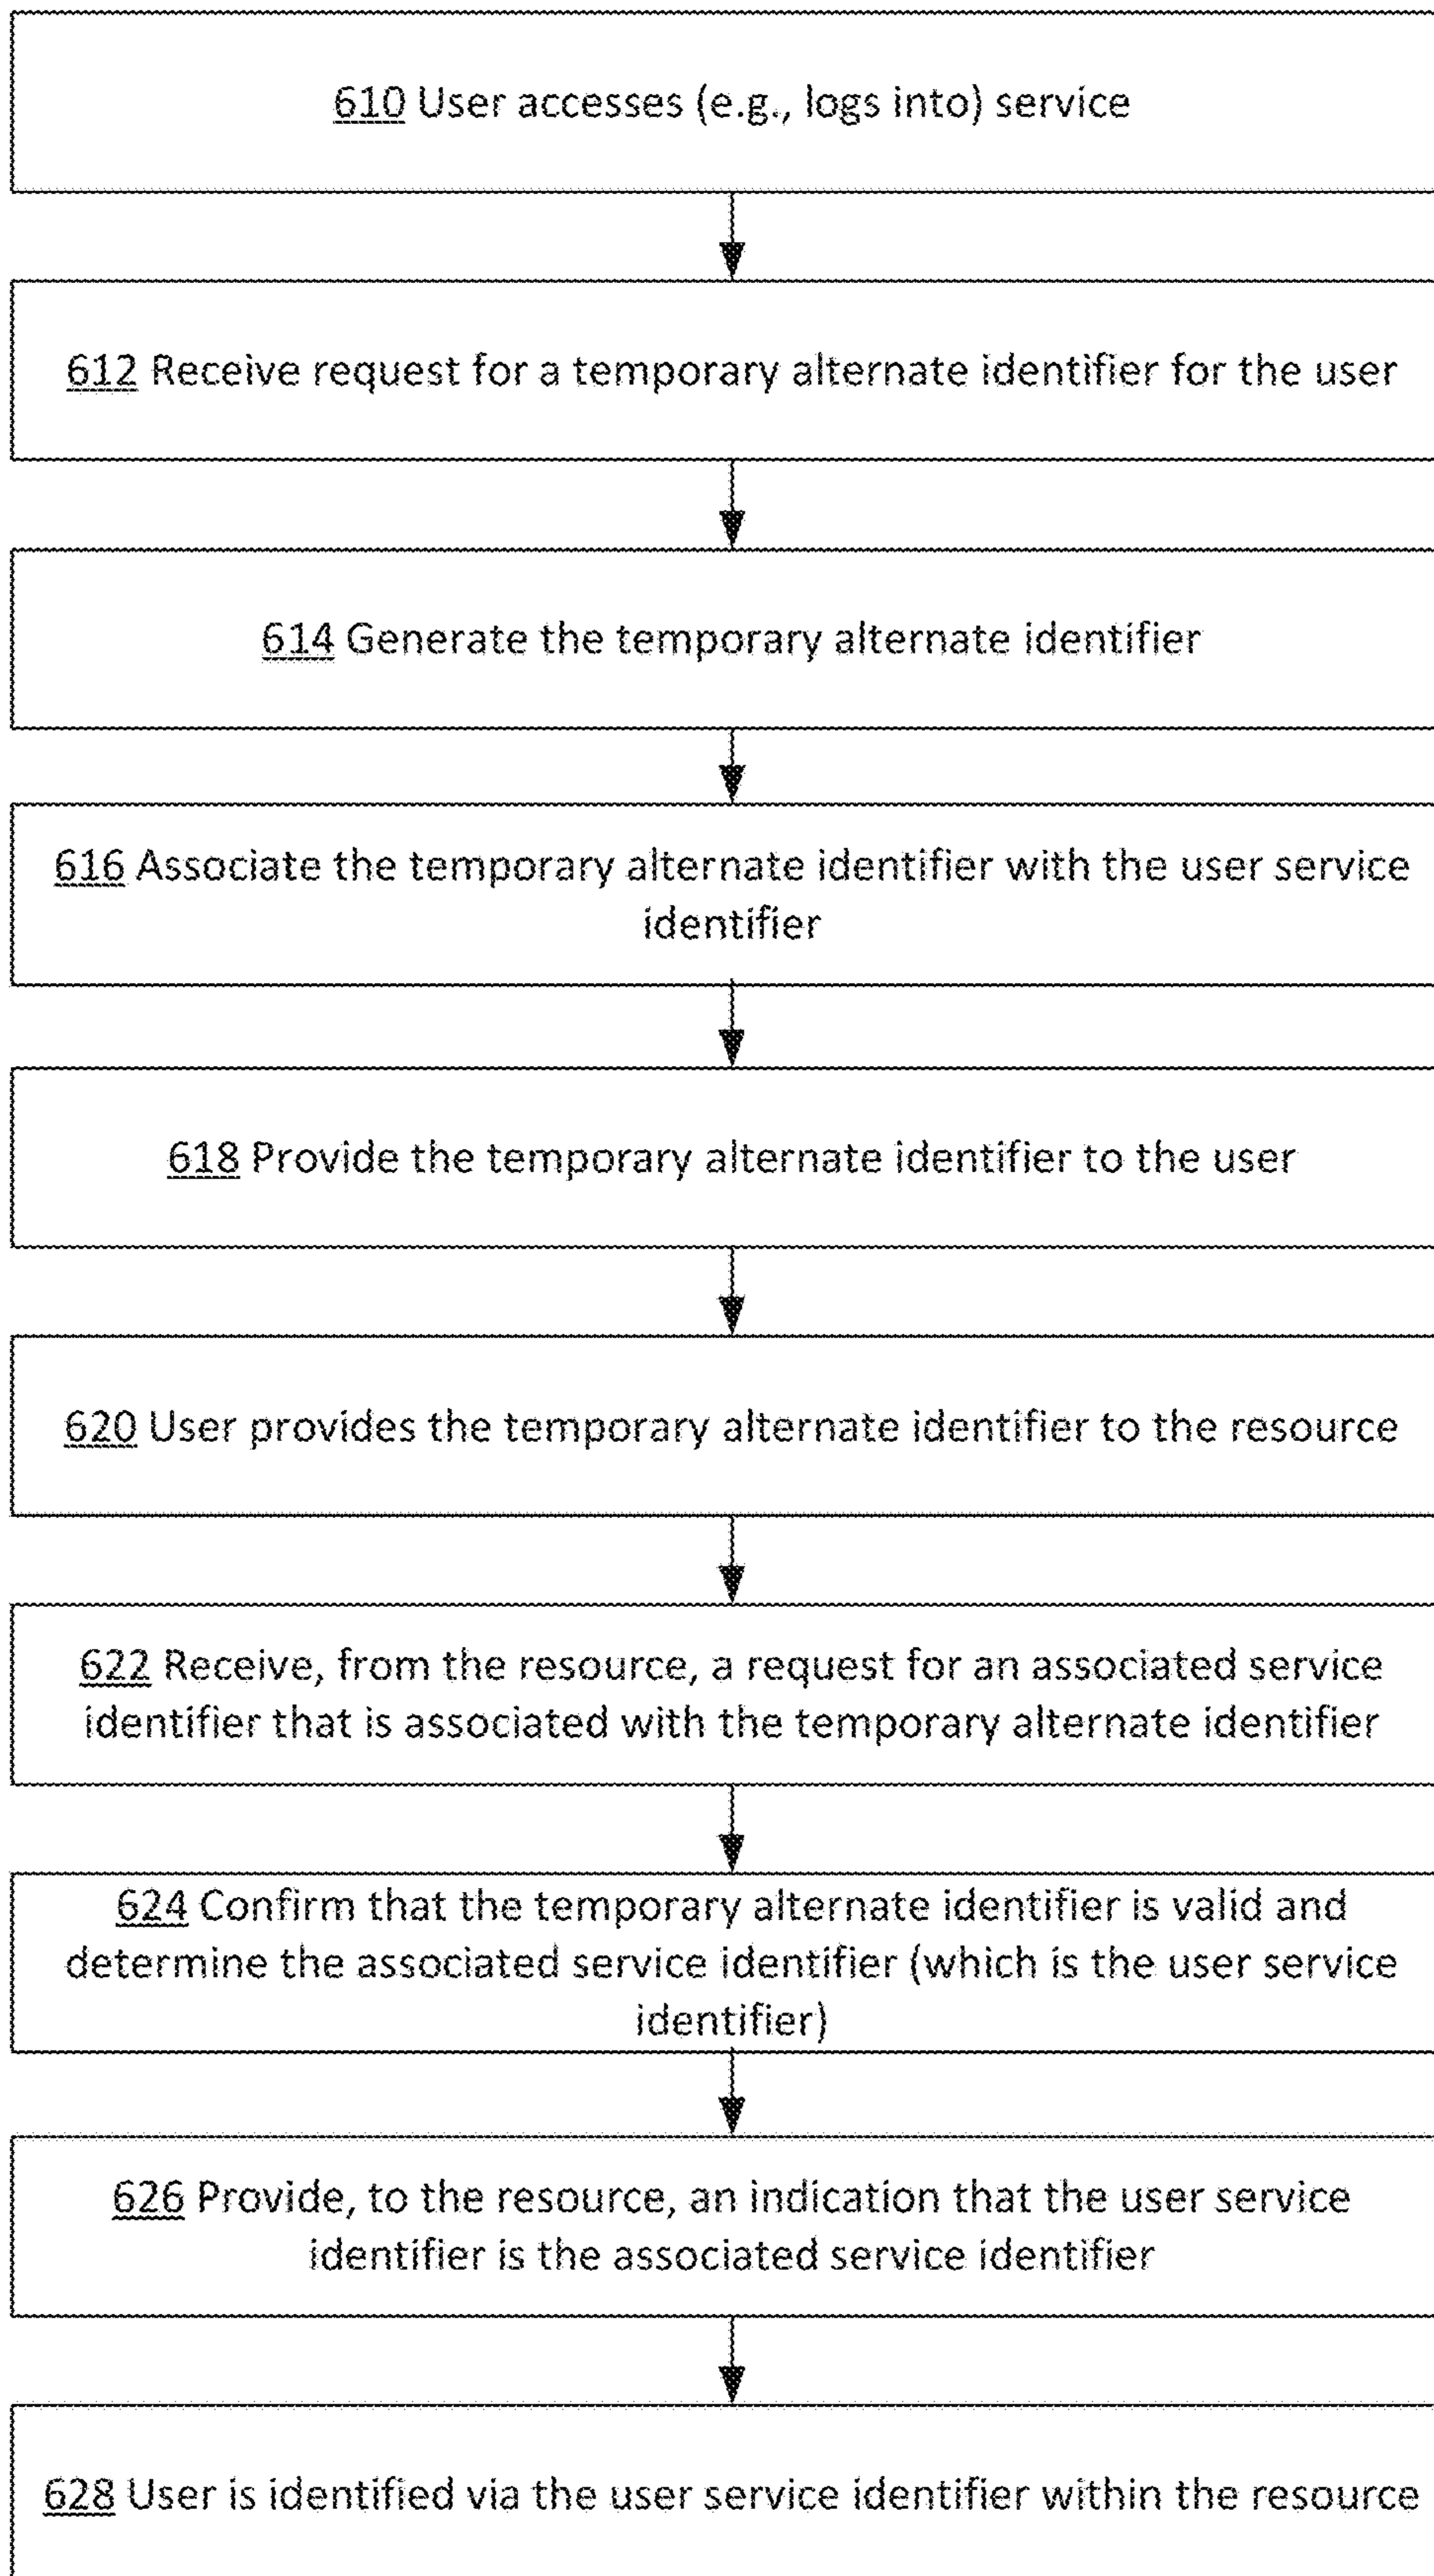 610 User accesses (e.g., logs into) service
612 Receive request for a temporary alternate identifier for the user
614 Generate the temporary alternate identifier
616 Associate the temporary alternate identifier with the user service
identifier
618 Provide the temporary alternate identifier to the user
620 User provides the temporary alternate identifier to the resource
622 Receive, from the resource, a request for an associated service
identifier that is associated with the temporary alternate identifier
624 Confirm that the temporary alternate identifier is valid and
determine the associated service identifier (which is the user service
identifier)
626 Provide, to the resource, an indication that the user service
identifier is the associated service identifier
628 User is identified via the user service identifier within the resource